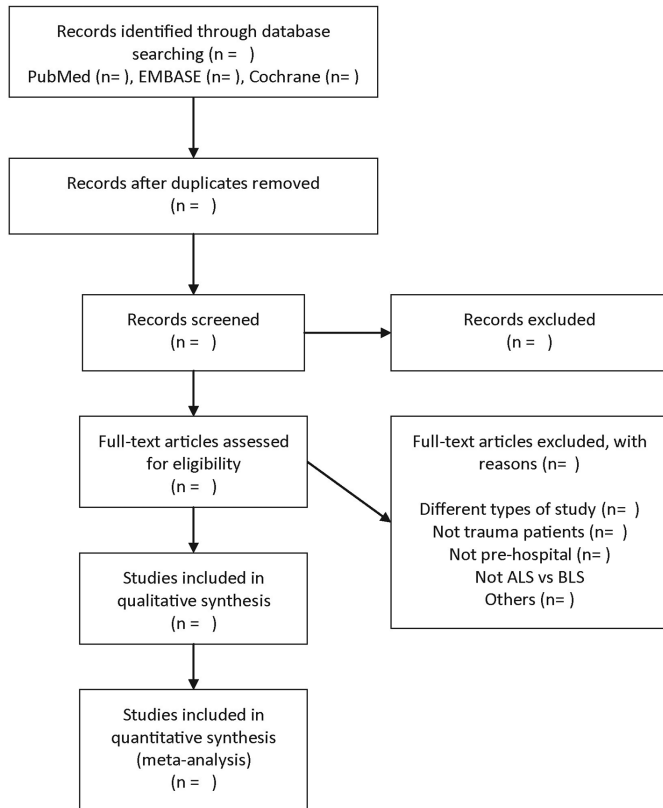 Records identified through database
searching (n =   )
PubMed (n= ), EMBASE (n= ), Cochrane (n= )
Records after duplicates removed
(n =   )
Records screened
(n =   )
Records excluded
(n =   )
Full-text articles assessed
for eligibility
(n =   )
Full-text articles excluded, with
reasons (n=  )
Different types of study (n=  )
Not trauma patients (n=  )
Not pre-hospital (n= )
Not ALS vs BLS
Others (n= )
Studies included in
qualitative synthesis
(n =   )
Studies included in
quantitative synthesis
(meta-analysis)
(n =   )